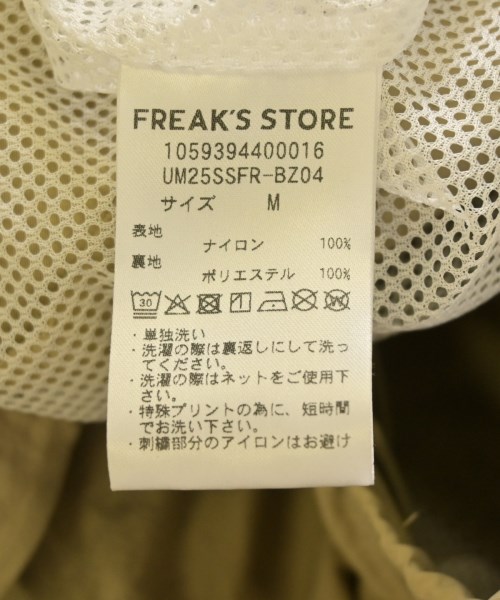 FREAK'S STORE
1059394400016
UM25SSFR-BZ04
サイズ M
表地
ナイロン 100%
裏地
ポリエステル 100%
30
・単独洗い
・洗濯の際は裏返しにして洗っ
てください。
・洗濯の際はネットをご使用下
さい。
・特殊プリントの為に、短時間
でお洗い下さい。
・刺繍部分のアイロンはお避け